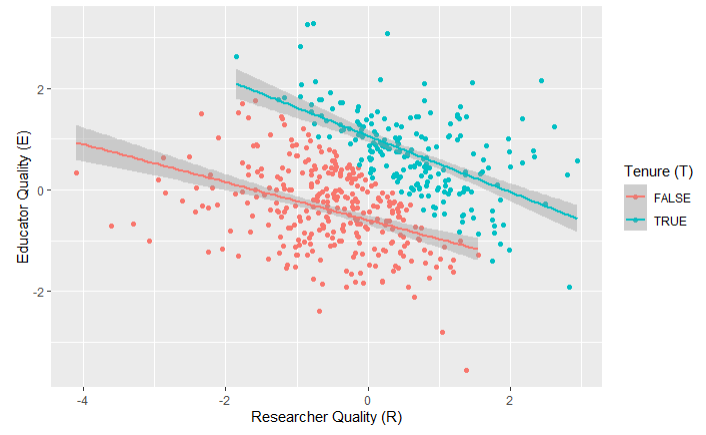 2
0
-2
-4
-2
0
2
Educator Quality (E)
Researcher Quality (R)
Tenure (T)
FALSE
TRUE